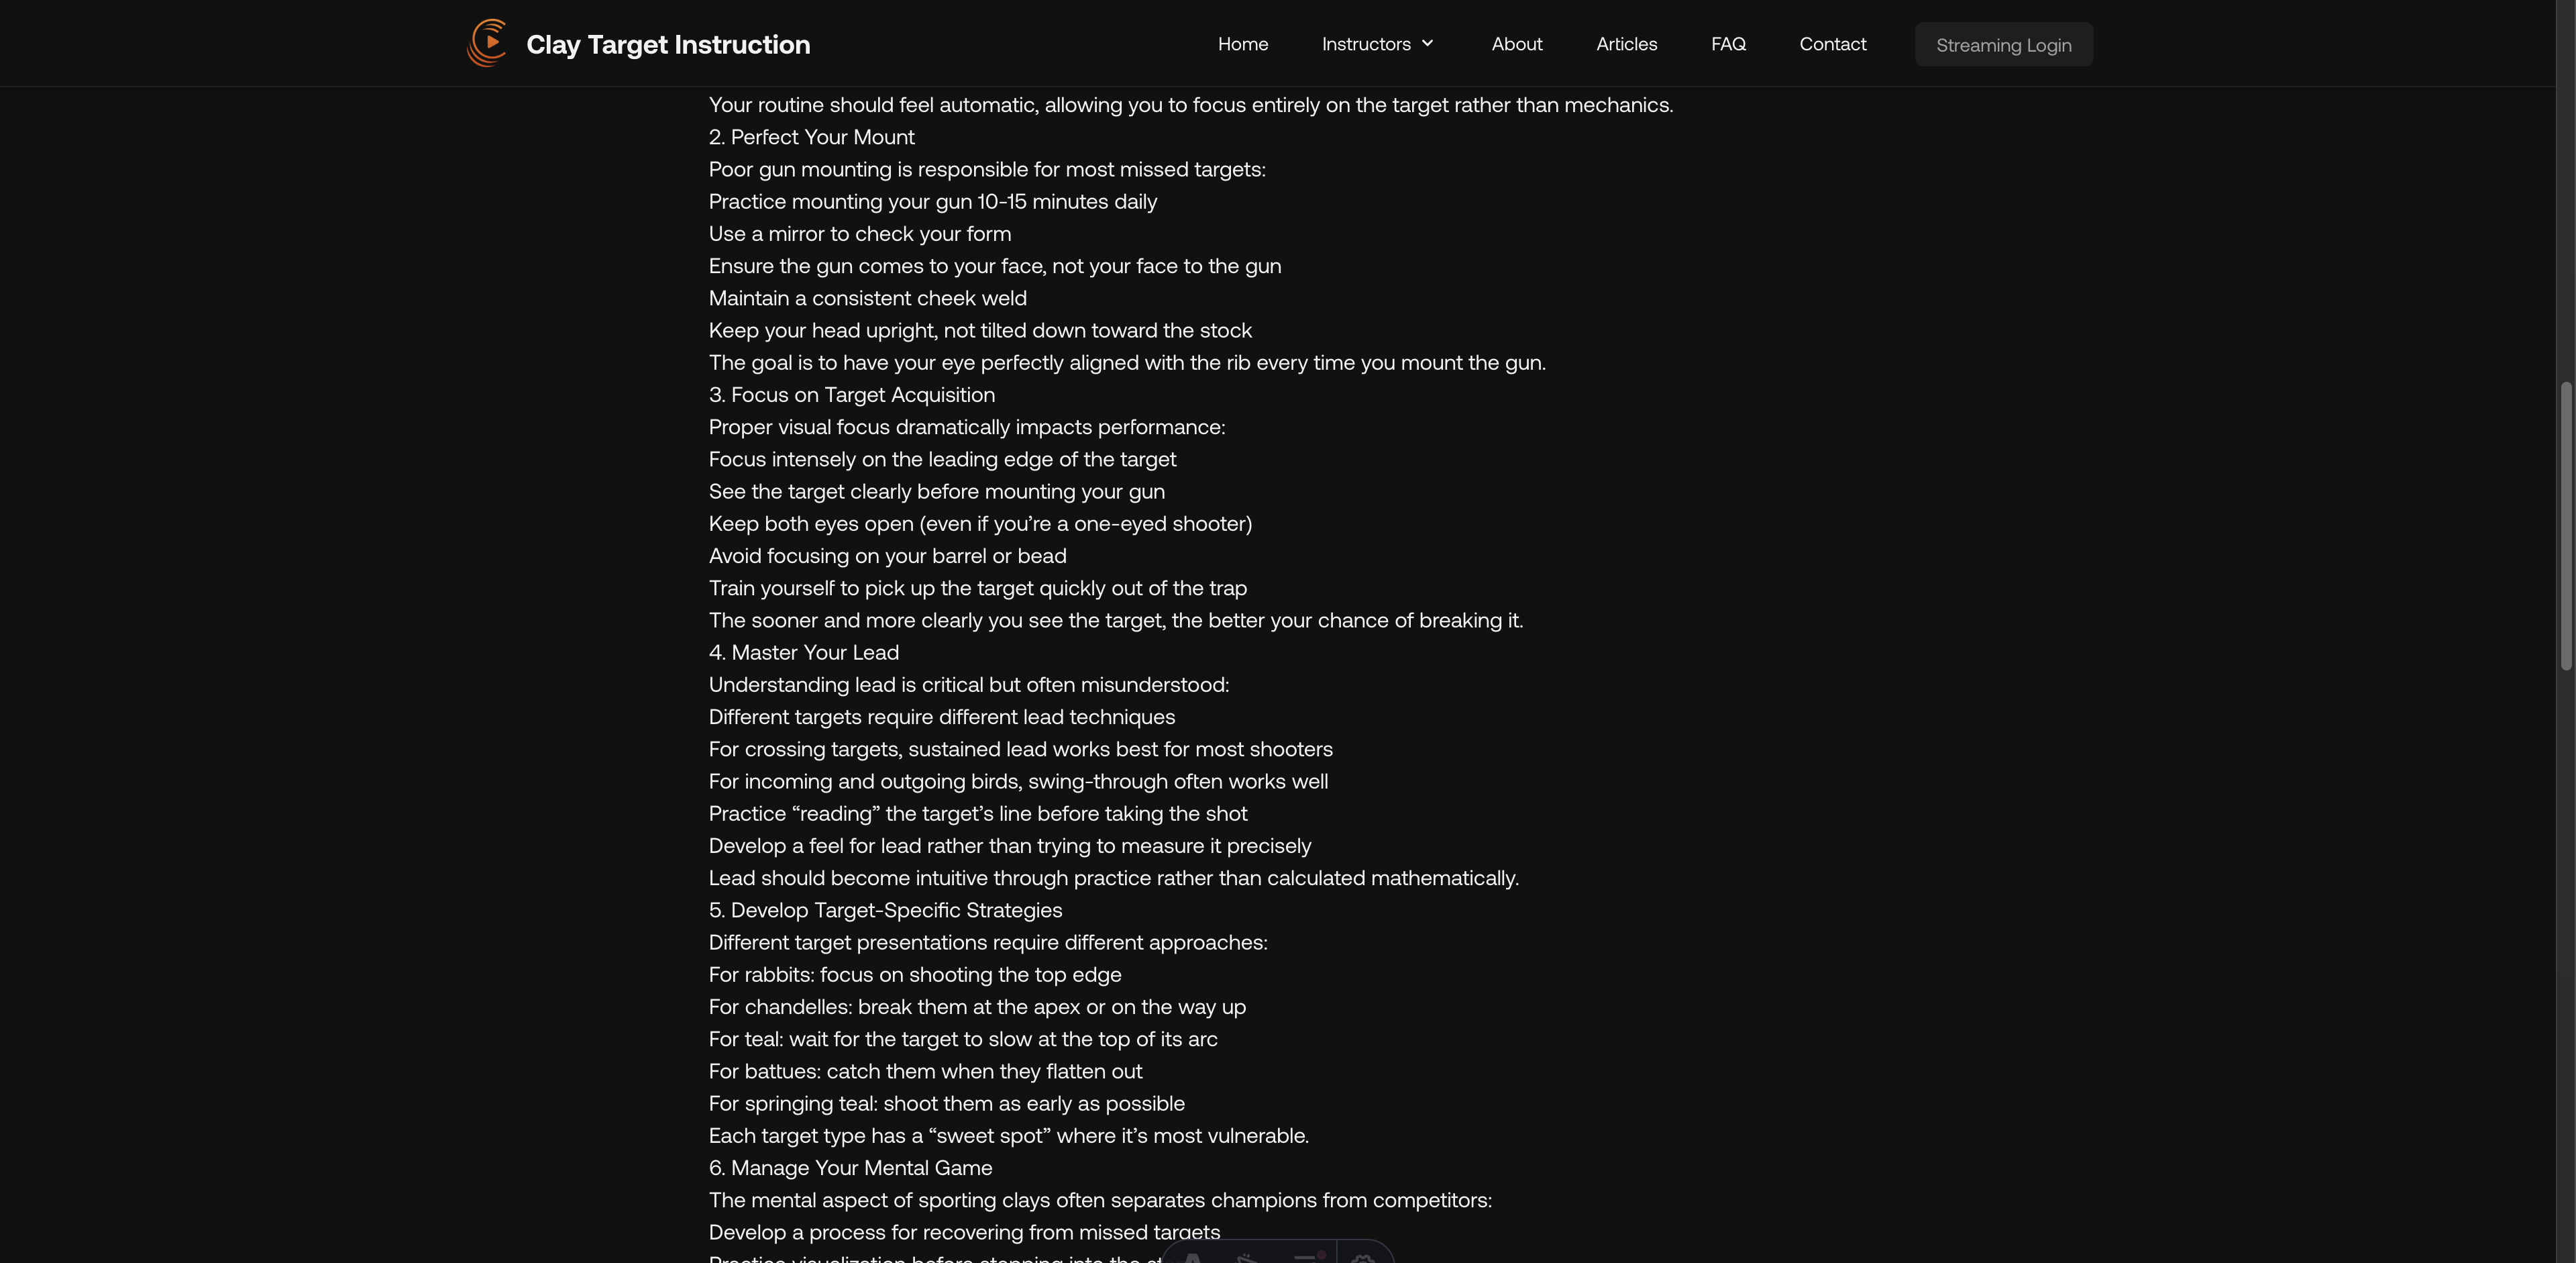 Clay Target Instruction
Home
Instructors
About
Articles
FAQ
Contact
Streaming Login
Your routine should feel automatic, allowing you to focus entirely on the target rather than mechanics.
2. Perfect Your Mount
Poor gun mounting is responsible for most missed targets:
Practice mounting your gun 10-15 minutes daily
Use a mirror to check your form
Ensure the gun comes to your face, not your face to the gun
Maintain a consistent cheek weld
Keep your head upright, not tilted down toward the stock
The goal is to have your eye perfectly aligned with the rib every time you mount the gun.
3. Focus on Target Acquisition
Proper visual focus dramatically impacts performance:
Focus intensely on the leading edge of the target
See the target clearly before mounting your gun
Keep both eyes open (even if you’re a one-eyed shooter)
Avoid focusing on your barrel or bead
Train yourself to pick up the target quickly out of the trap
The sooner and more clearly you see the target, the better your chance of breaking it.
4. Master Your Lead
Understanding lead is critical but often misunderstood:
Different targets require different lead techniques
For crossing targets, sustained lead works best for most shooters
For incoming and outgoing birds, swing-through often works well
Practice “reading” the target’s line before taking the shot
Develop a feel for lead rather than trying to measure it precisely
Lead should become intuitive through practice rather than calculated mathematically.
5. Develop Target-Specific Strategies
Different target presentations require different approaches:
For rabbits: focus on shooting the top edge
For chandelles: break them at the apex or on the way up
For teal: wait for the target to slow at the top of its arc
For battues: catch them when they flatten out
For springing teal: shoot them as early as possible
Each target type has a “sweet spot” where it’s most vulnerable.
6. Manage Your Mental Game
The mental aspect of sporting clays often separates champions from competitors:
Develop a process for recovering from missed targets
Practice visualization before stepping into the